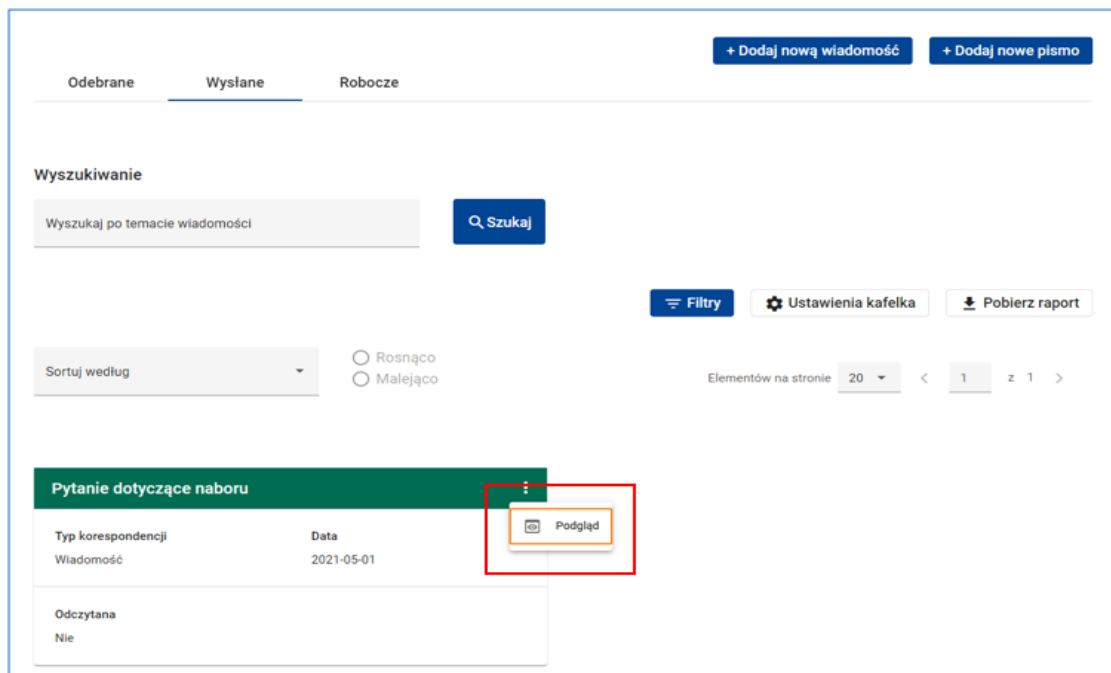 + Dodaj nową wiadomość + Dodaj nowe pismo
Odebrane Wysłane Robocze
Wyszukiwanie
Wyszukaj po temacie wiadomości Szukaj
Filtry Ustawienia kafelka Pobierz raport
Sortuj według Rosnąco
Malejąco
Elementów na stronie 20 1 z 1
Pytanie dotyczące naboru
Podgląd
Typ korespondencji Data
Wiadomość 2021-05-01
Odczytana
Nie